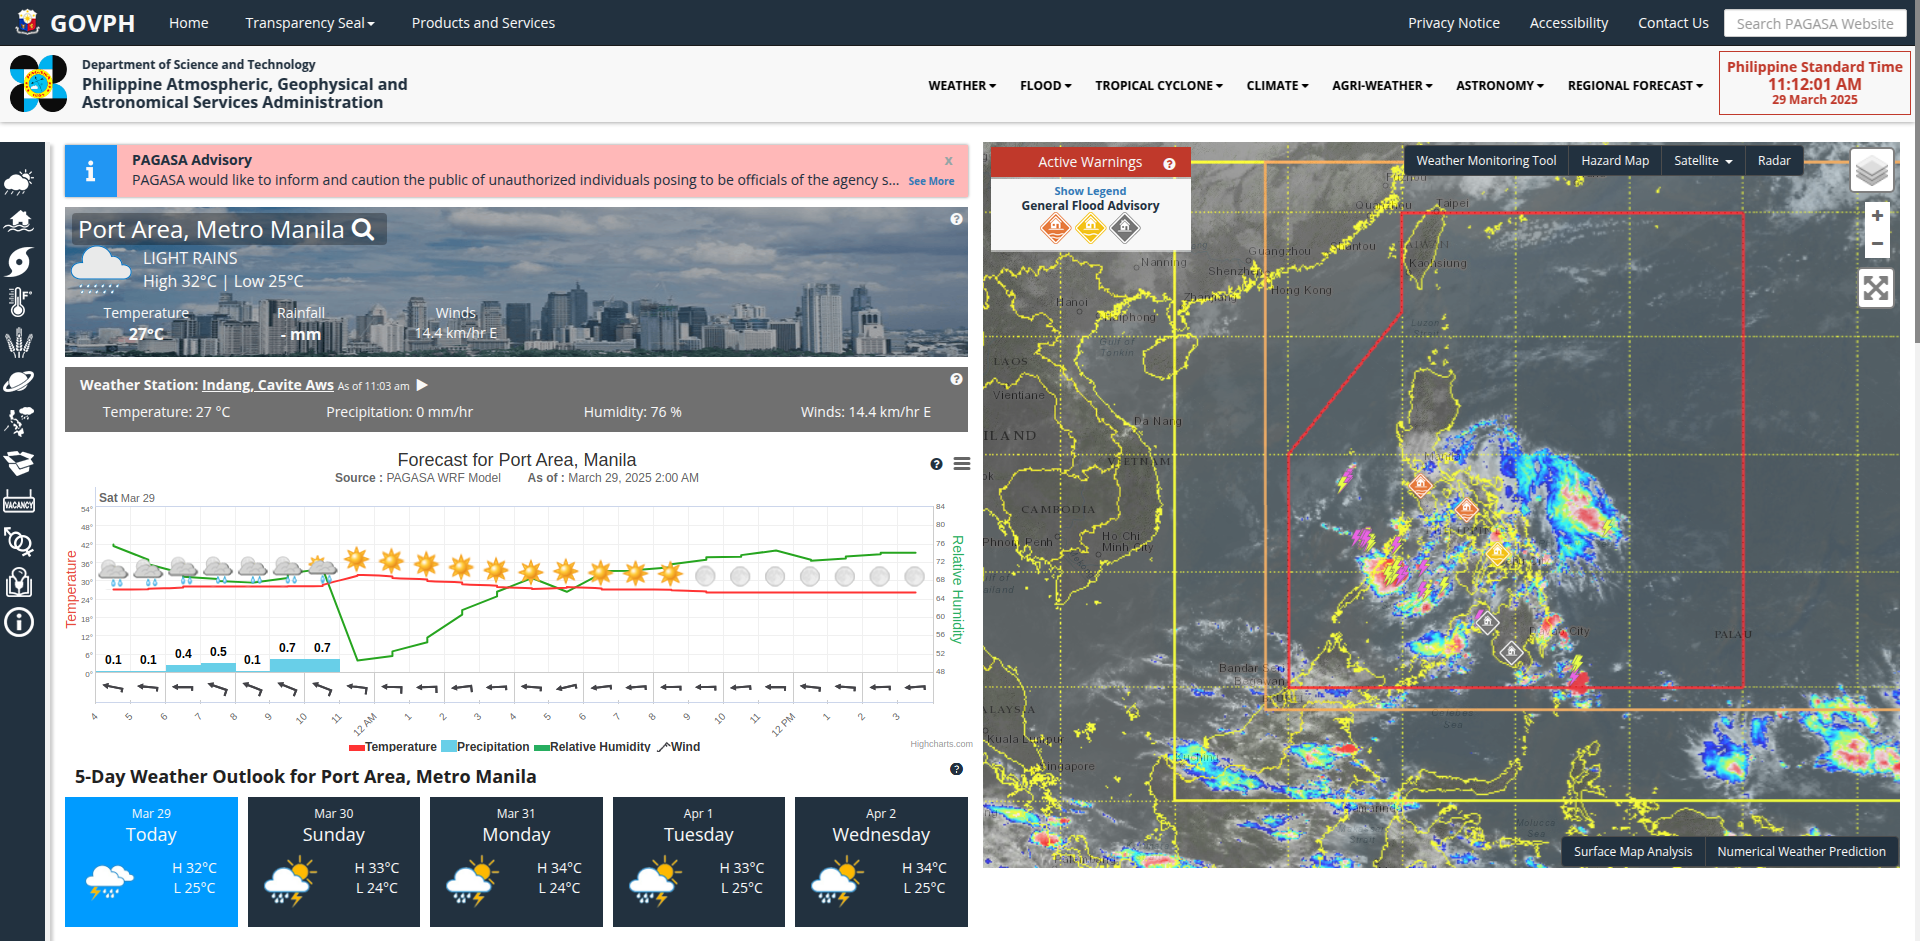 GOVPH
Home
Transparency Seal
Products and Services
Privacy Notice
Accessibility
Contact Us
Search PAGASA Website
Department of Science and Technology
Philippine Atmospheric, Geophysical and
Astronomical Services Administration
WEATHER
FLOOD
TROPICAL CYCLONE
CLIMATE
AGRI-WEATHER
ASTRONOMY
REGIONAL FORECAST
Philippine Standard Time
11:12:01 AM
29 March 2025
VACANCY
PAGASA Advisory
x
PAGASA would like to inform and caution the public of unauthorized individuals posing to be officials of the agency s... See More
Port Area, Metro Manila
LIGHT RAINS
High 32°C | Low 25°C
Temperature
Rainfall
Winds
27°C
- mm
14.4 km/hr E
Weather Station: Indang, Cavite Aws As of 11:03 am
Temperature: 27 °C
Precipitation: 0 mm/hr
Humidity: 76 %
Winds: 14.4 km/hr E
Forecast for Port Area, Manila
Source : PAGASA WRF Model As of : March 29, 2025 2:00 AM
Sat Mar 29
54°
48°
42°
36°
30°
24°
18°
12°
6°
0°
Temperature
84
80
76
72
68
64
60
56
52
48
Relative Humidity
0.1
0.1
0.4
0.5
0.1
0.7
0.7
4
5
6
7
8
9
10
11
12 AM
1
2
3
4
5
6
7
8
9
10
11
12 PM
1
2
3
Temperature
Precipitation
Relative Humidity
Wind
Highcharts.com
5-Day Weather Outlook for Port Area, Metro Manila
Mar 29
Today
H 32°C
L 25°C
Mar 30
Sunday
H 33°C
L 24°C
Mar 31
Monday
H 34°C
L 24°C
Apr 1
Tuesday
H 33°C
L 25°C
Apr 2
Wednesday
H 34°C
L 25°C
Active Warnings
Show Legend
General Flood Advisory
Weather Monitoring Tool
Hazard Map
Satellite
Radar
+
−
Taipei
TAIWAN
Kaohsiung
Guangzhou
Shantou
Nanning
Shenzhen
Hong Kong
Zhanjiang
Hanoi
Haiphong
Gulf of
Tonkin
Luzon
LAOS
Vientiane
Da Nang
ILAND
VIETNAM
CAMBODIA
Phnom Penh
Ho Chi
Minh City
Davao City
PALAU
Bandar Seri
Begawan
Celebes
Sea
ALAYSIA
Kuala Lumpur
Singapore
Molucca
Sea
Surface Map Analysis
Numerical Weather Prediction